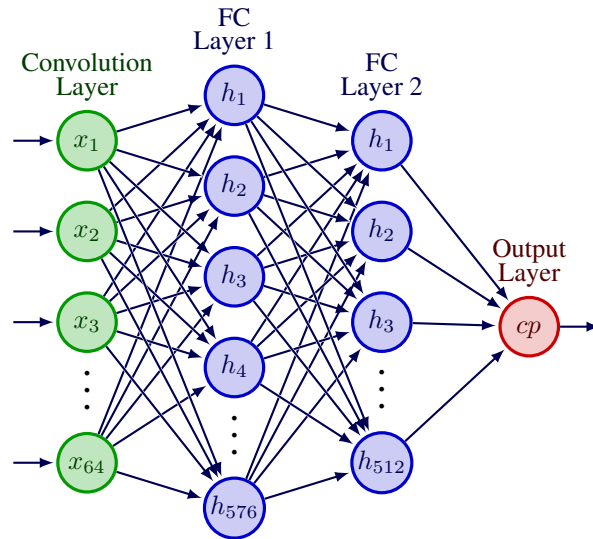 Convolution
Layer
x1
x2
x3
x64
FC
Layer 1
h1
h2
h3
h4
h576
FC
Layer 2
h1
h2
h3
h512
Output
Layer
cp